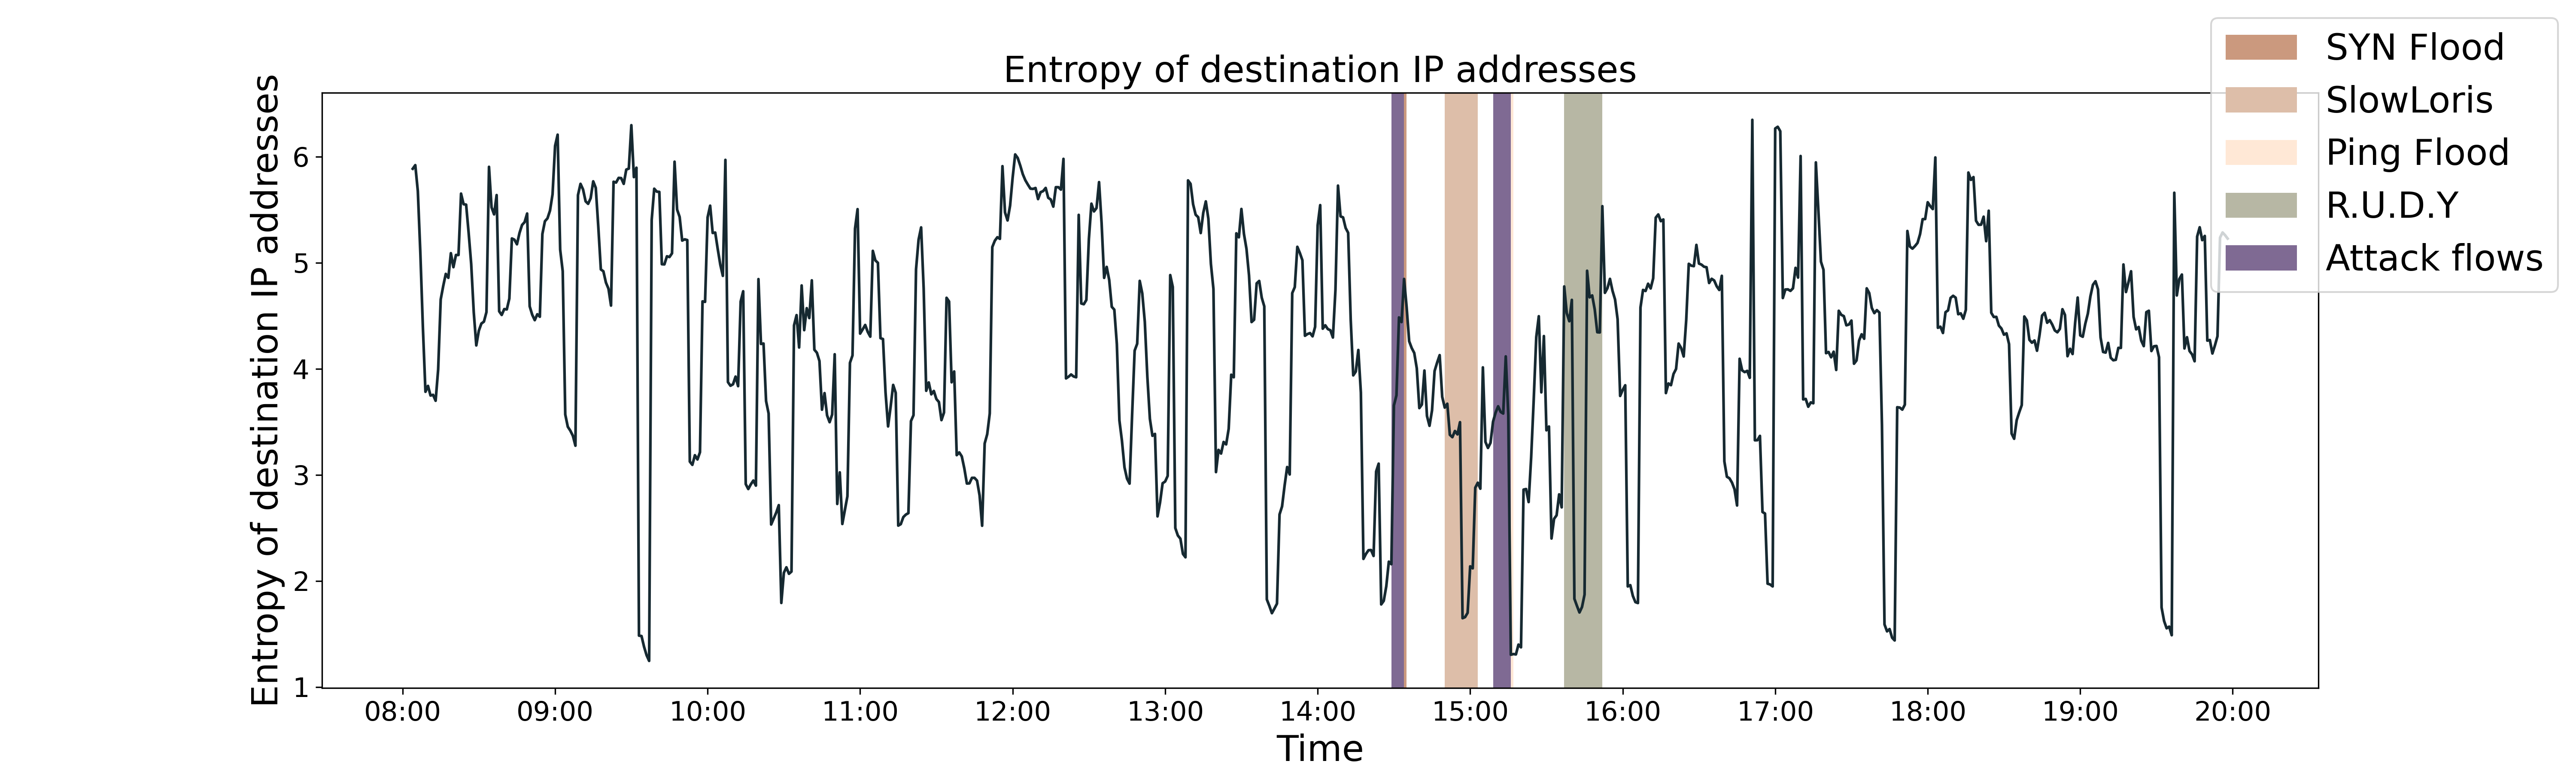 Entropy of destination IP addresses
SYN Flood
SlowLoris
Ping Flood
R.U.D.Y
Attack flows
Entropy of destination IP addresses
6
5
4
3
2
1
08:00 09:00 10:00 11:00 12:00 13:00 14:00 15:00 16:00 17:00 18:00 19:00 20:00
Time